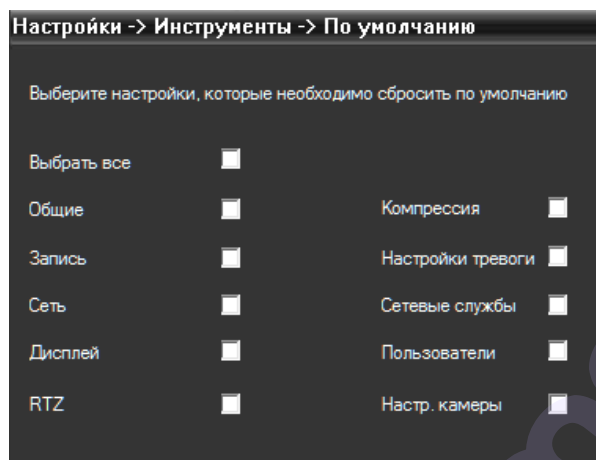 Настройки -> Инструменты -> По умолчанию
Выберите настройки, которые необходимо сбросить по умолчанию
Выбрать все
Общие
Компрессия
Запись
Настройки тревоги
Сеть
Сетевые службы
Дисплей
Пользователи
RTZ
Настр. камеры